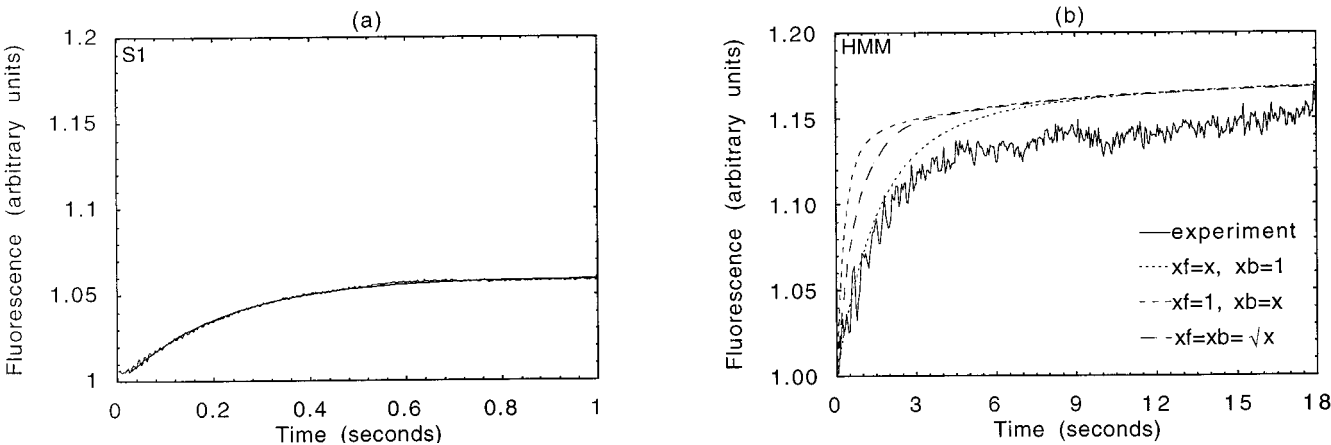 (a)
S1
Fluorescence (arbitrary units)
1.2
1.15
1.1
1.05
1
0
0.2
0.4
0.6
0.8
1
Time (seconds)
(b)
HMM
Fluorescence (arbitrary units)
1.20
1.15
1.10
1.05
1.00
experiment
xf=x, xb=1
xf=1, xb=x
xf=xb= √x
0
3
6
9
12
15
18
Time (seconds)